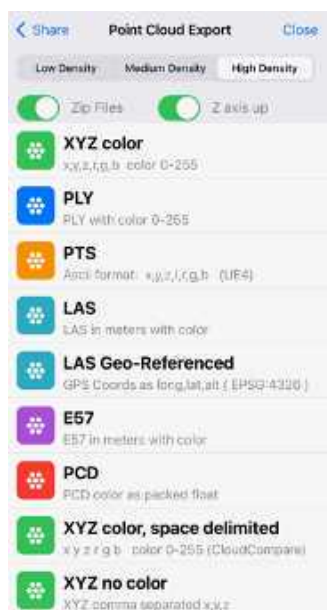 Share Point Cloud Export Close
Low Density Medium Density High Density
Zip Files Z axis up
XYZ color
x,y,z,r,g,b color 0-255
PLY
PLY with color 0-255
PTS
Ascii format: x,y,z,i,r,g,b (UE4)
LAS
LAS in meters with color
LAS Geo-Referenced
GPS Coords as long,lat,alt ( EPSG:4326 )
E57
E57 in meters with color
PCD
PCD color as packed float
XYZ color, space delimited
x y z r g b color 0-255 (CloudCompare)
XYZ no color
XYZ comma separated x,y,z